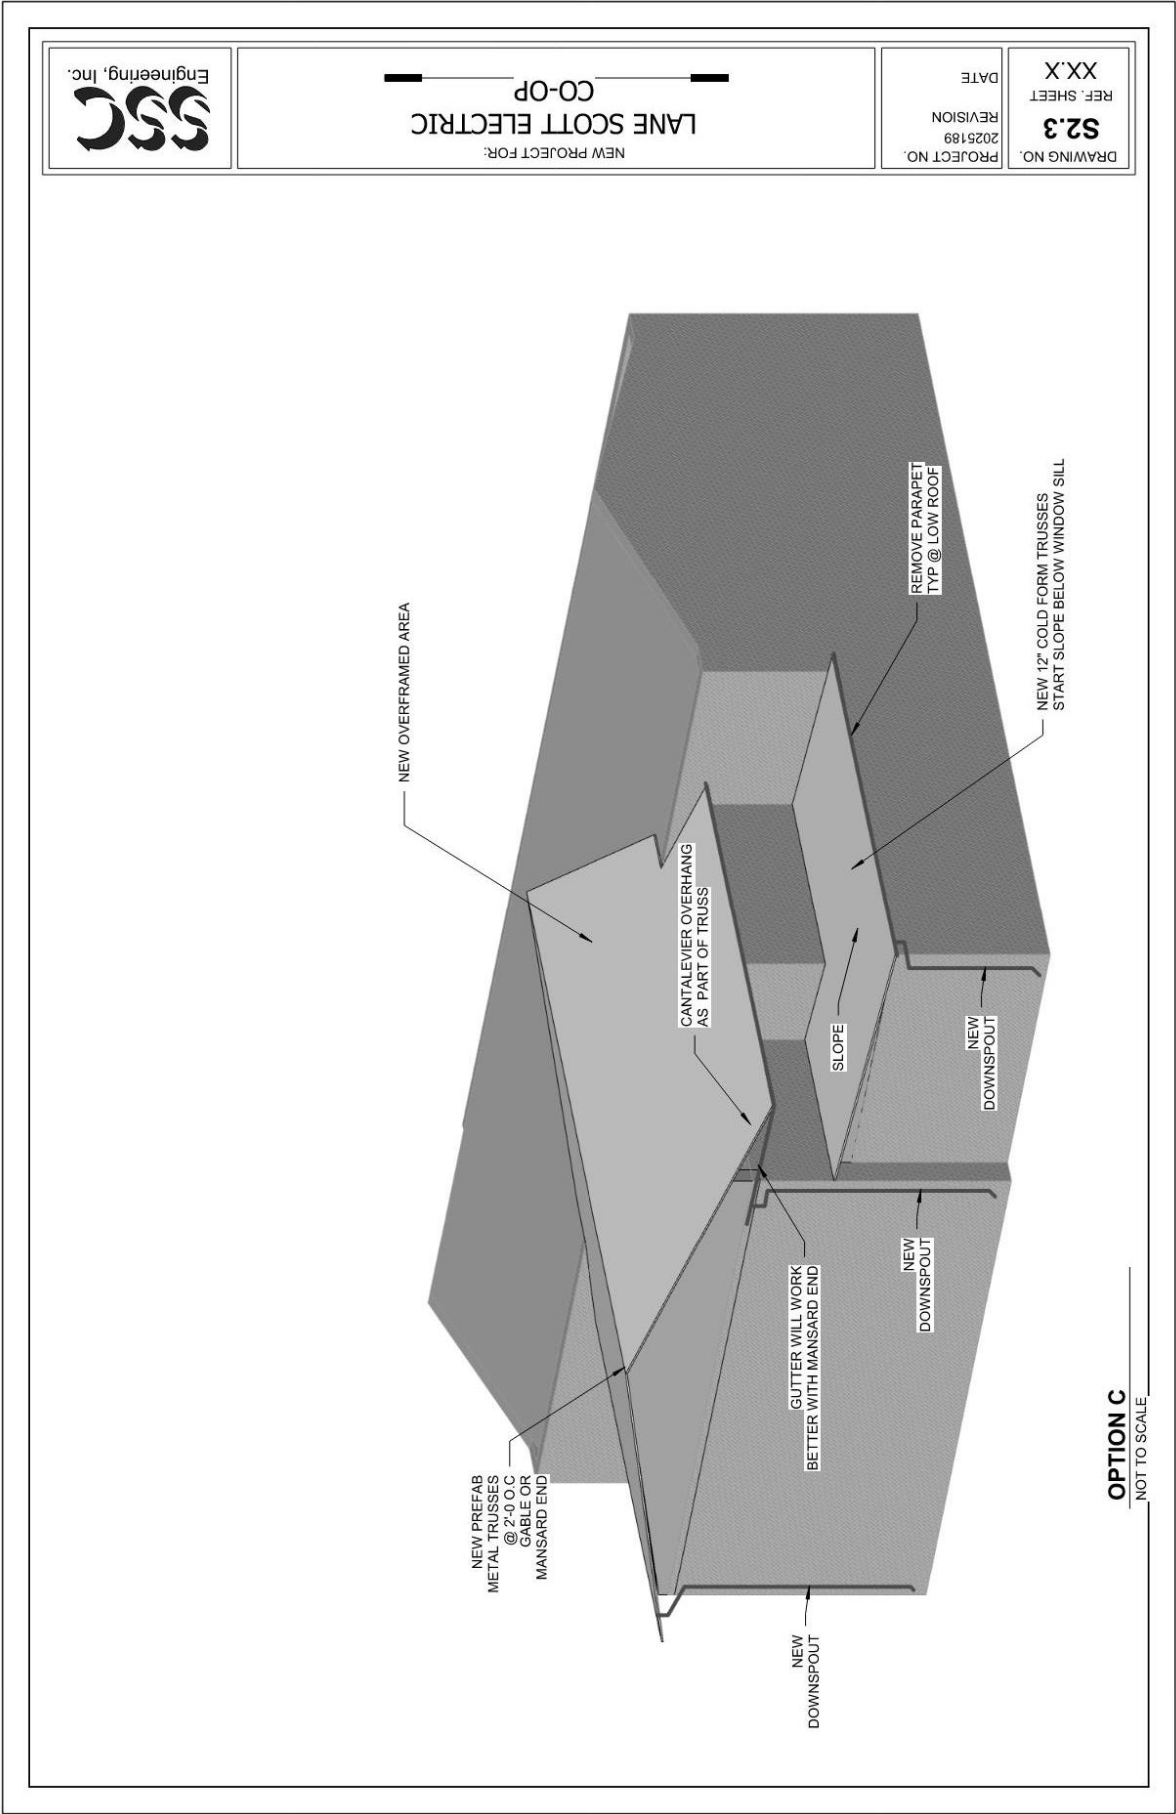 SSC
Engineering, Inc.
NEW PROJECT FOR:
LANE SCOTT ELECTRIC
CO-OP
PROJECT NO.
2025189
REVISION
DATE
DRAWING NO.
S2.3
REF. SHEET
XX.X
NEW OVERFRAMED AREA
NEW PREFAB
METAL TRUSSES
@ 2'-0 O.C
GABLE OR
MANSARD END
CANTALEVIER OVERHANG
AS PART OF TRUSS
REMOVE PARAPET
TYP @ LOW ROOF
SLOPE
NEW 12" COLD FORM TRUSSES
START SLOPE BELOW WINDOW SILL
GUTTER WILL WORK
BETTER WITH MANSARD END
NEW
DOWNSPOUT
NEW
DOWNSPOUT
NEW
DOWNSPOUT
OPTION C
NOT TO SCALE